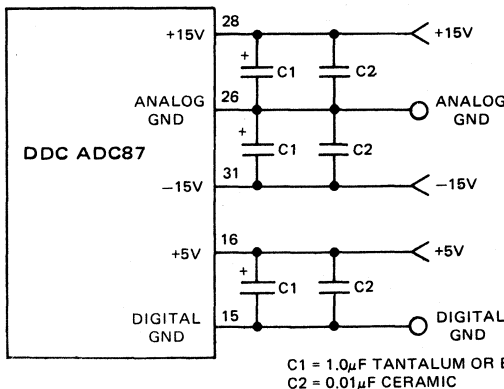 28
+15V
+15V
+
C1
C2
ANALOG
GND
26
ANALOG
GND
+
C1
C2
DDC ADC87
31
−15V
−15V
16
+5V
+5V
+
C1
C2
DIGITAL
GND
15
DIGITAL
GND
C1 = 1.0µF TANTALUM OR
C2 = 0.01µF CERAMIC